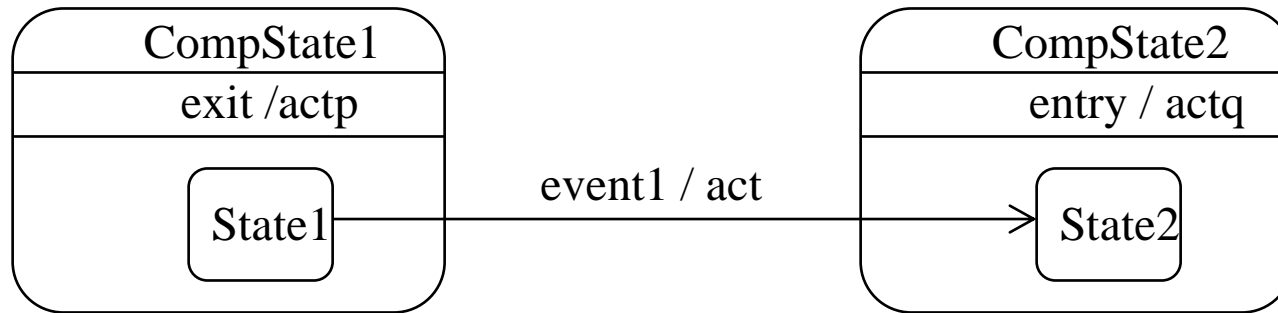 CompState1
exit /actp
State1
event1 / act
CompState2
entry / actq
State2